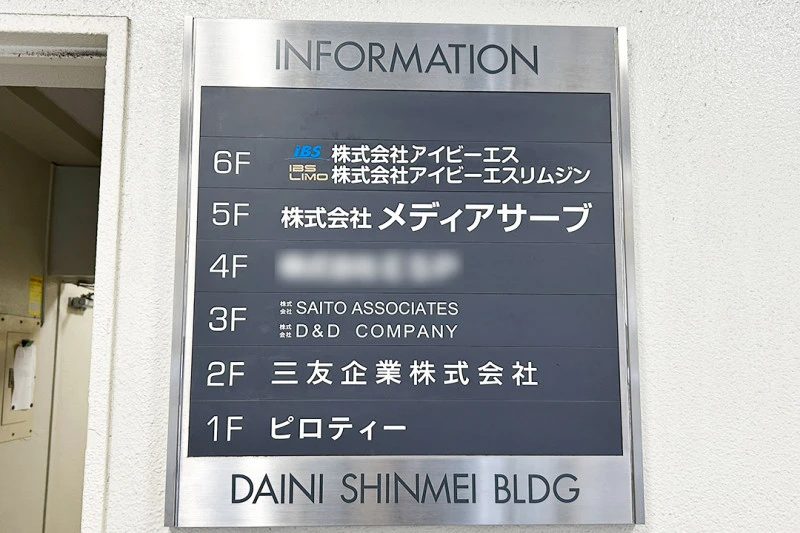 INFORMATION
6F iBS 株式会社アイビーエス
IBS LIMO 株式会社アイビーエスリムジン
5F 株式会社 メディアサーブ
4F
3F 株式会社 SAITO ASSOCIATES
株式会社 D&D COMPANY
2F 三友企業株式会社
1F ピロティー
DAINI SHINMEI BLDG